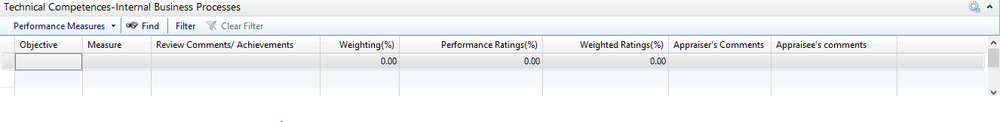 Technical Competences-Internal Business Processes
Performance Measures Find Filter Clear Filter
Objective Measure Review Comments/ Achievements Weighting(%) Performance Ratings(%) Weighted Ratings(%) Appraiser's Comments Appraisee's comments
0.00 0.00 0.00